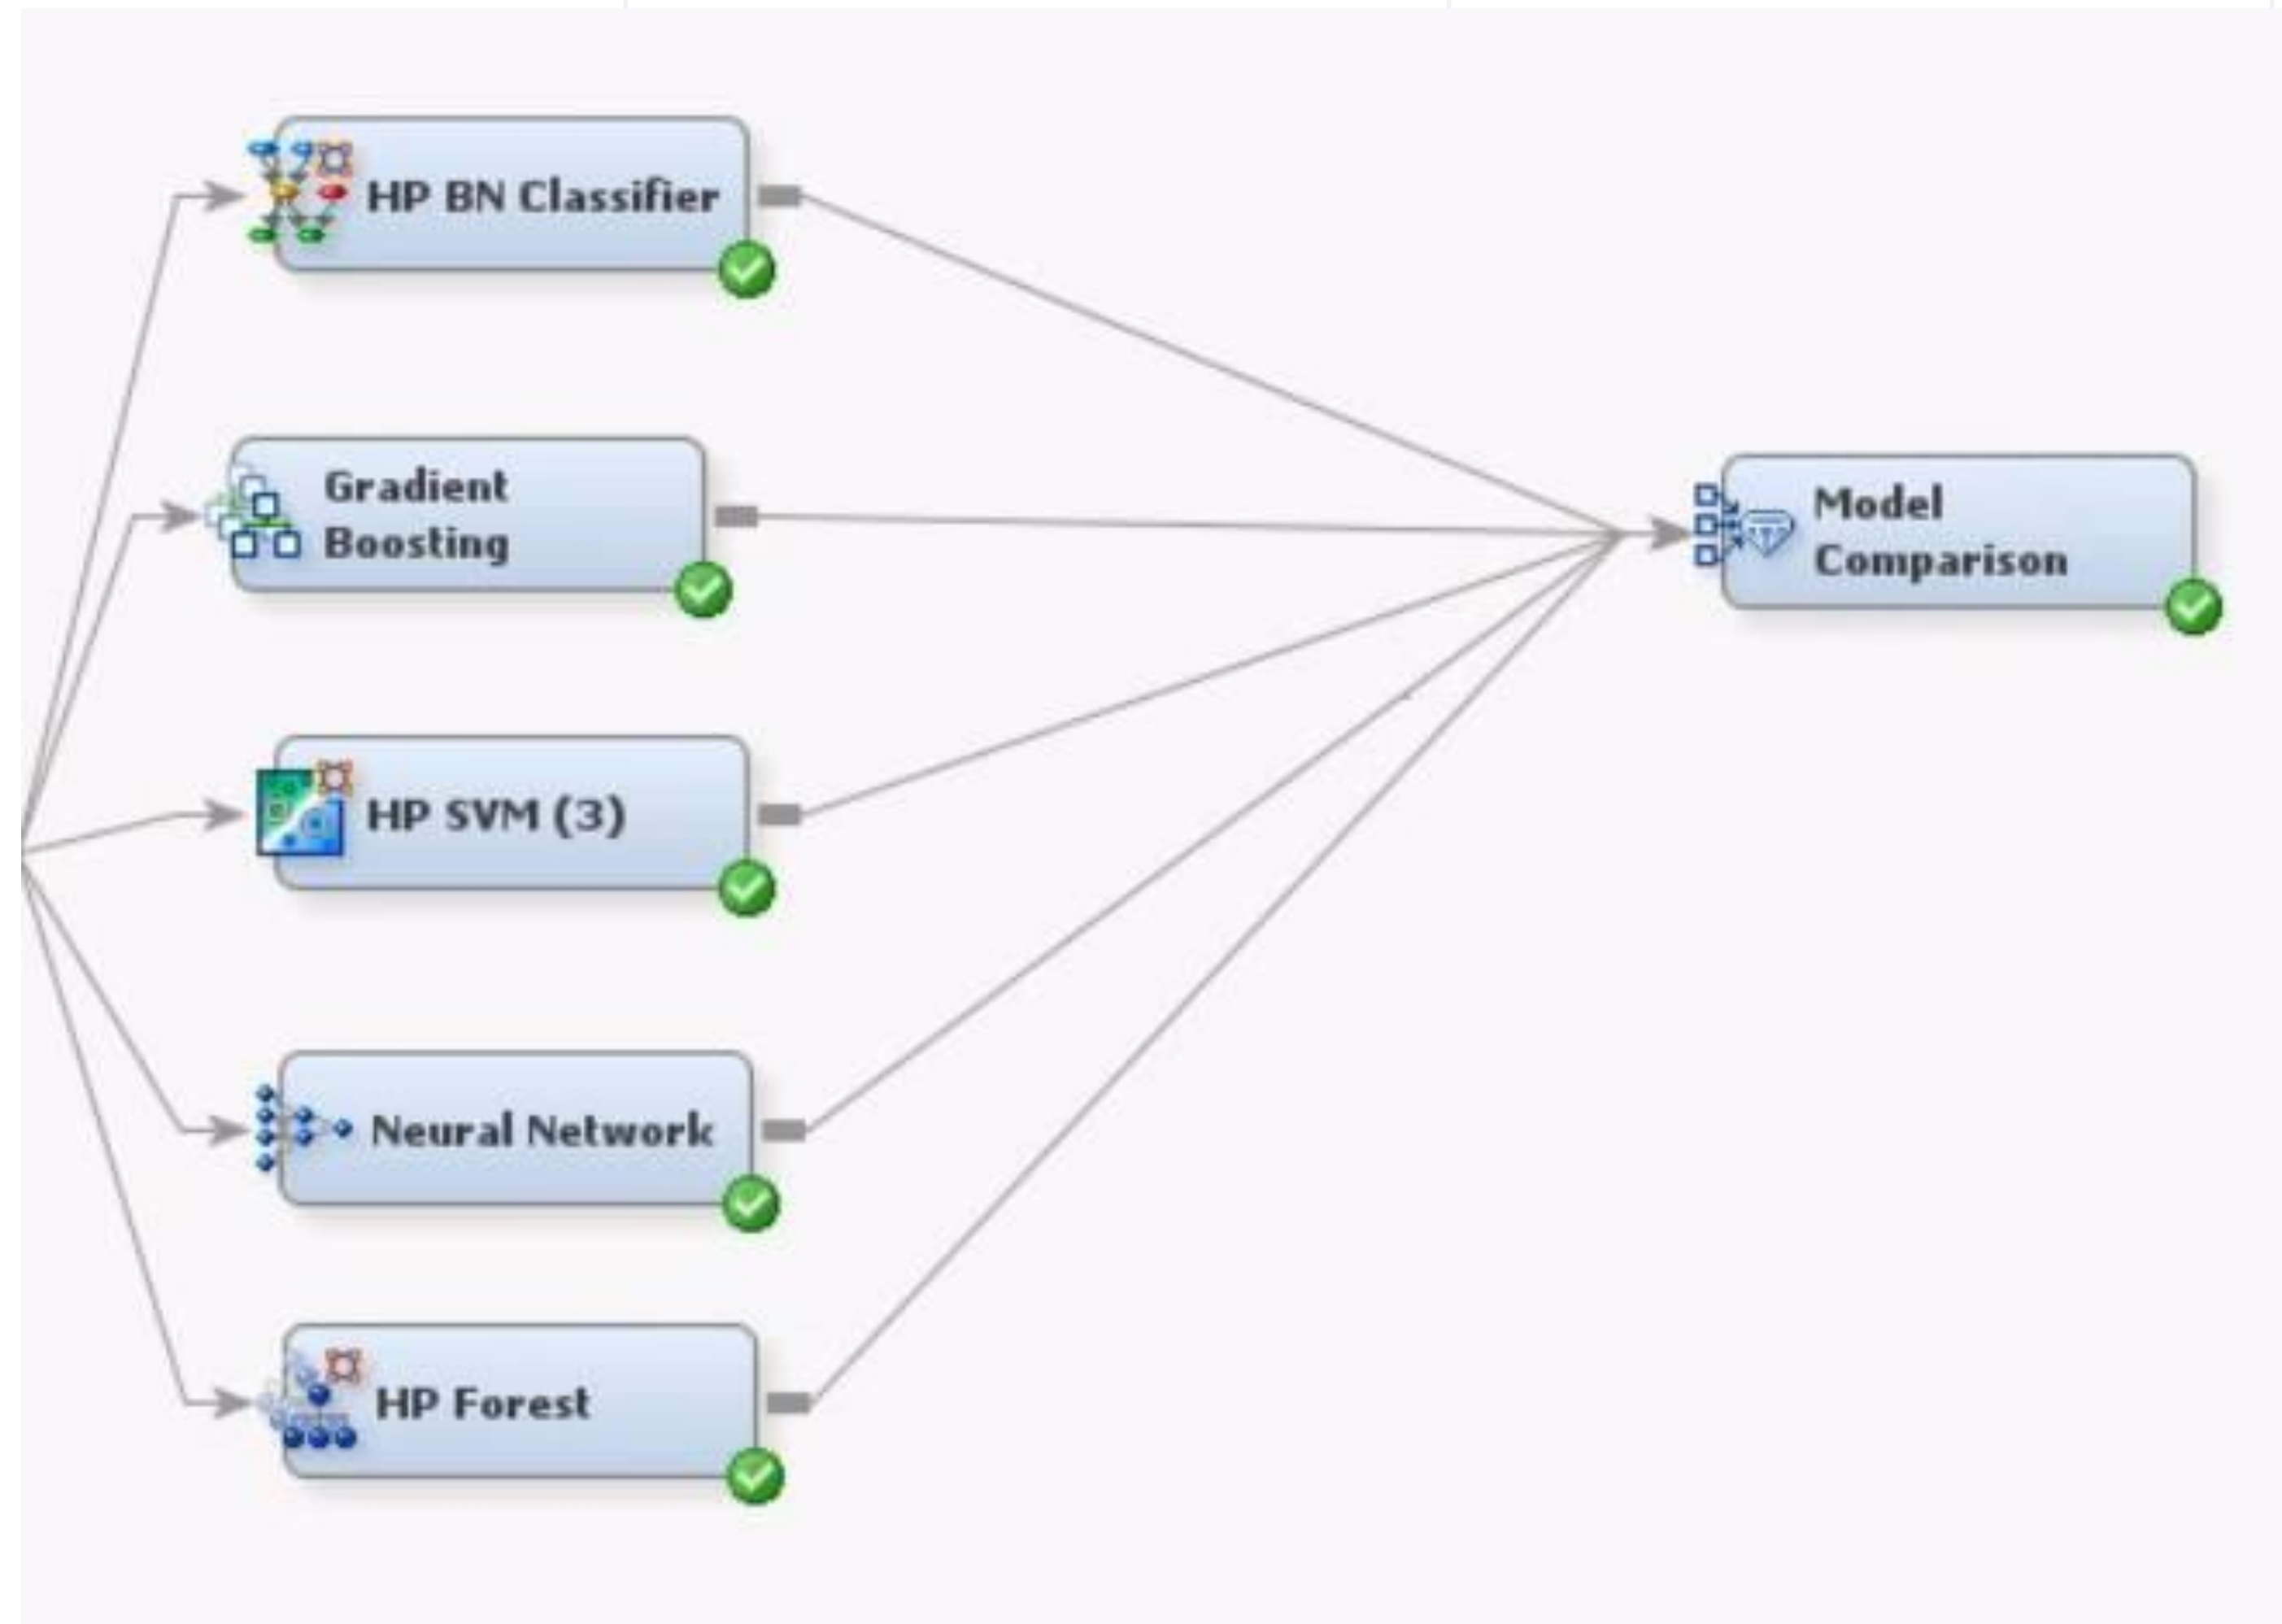 HP BN Classifier
Gradient
Boosting
Model
Comparison
HP SVM (3)
Neural Network
HP Forest